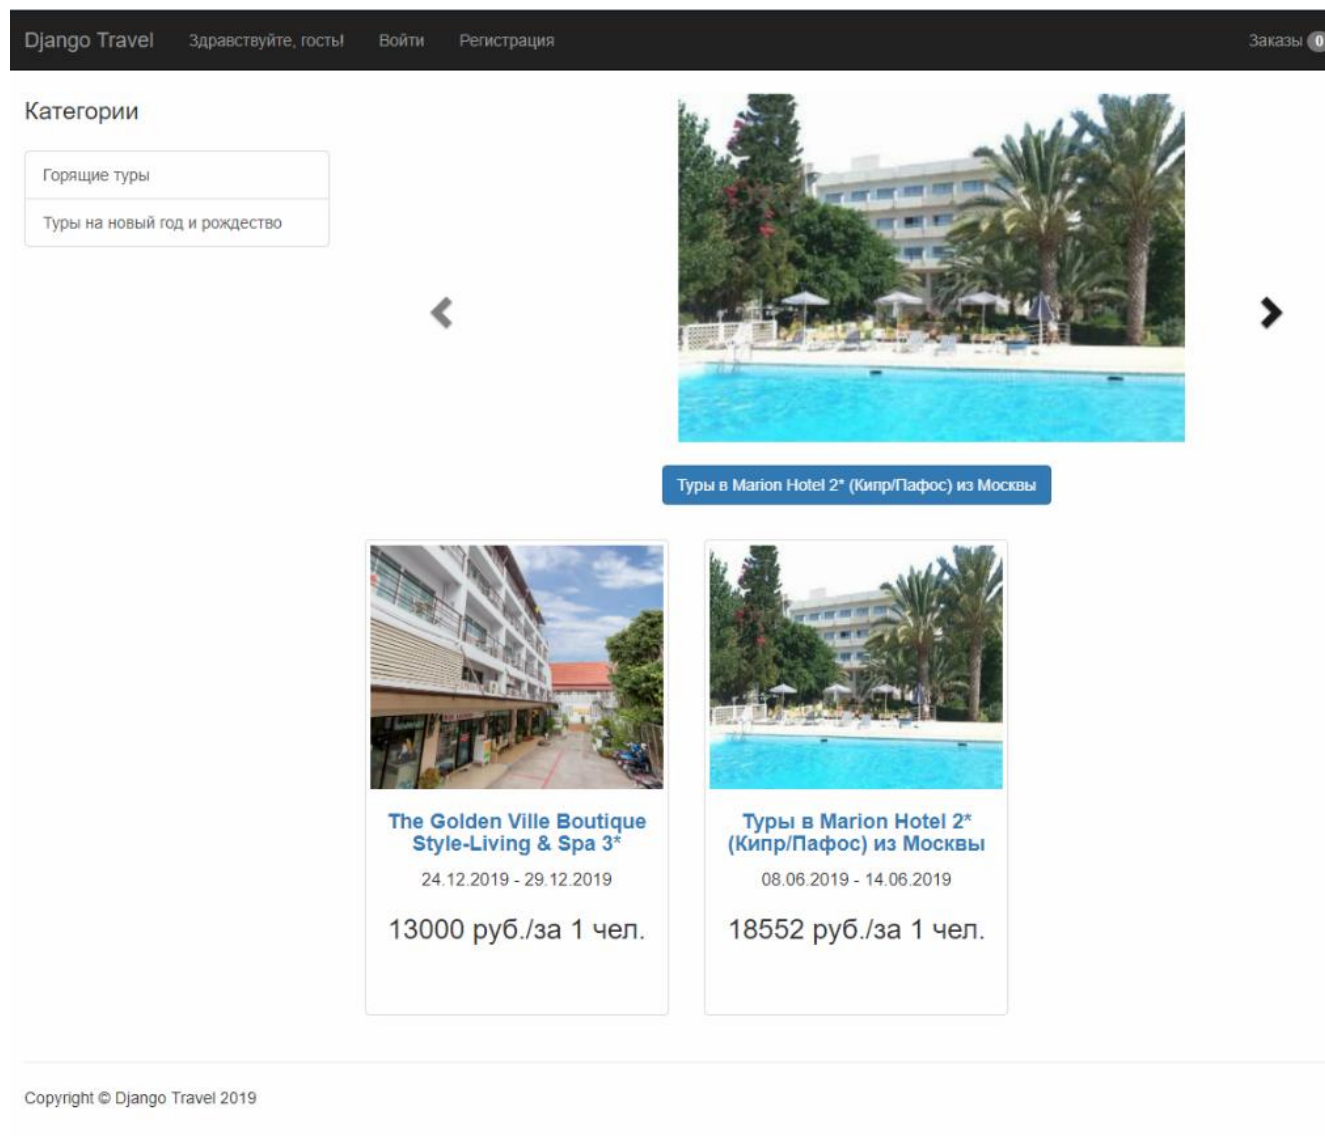 Django Travel Здравствуйте, гость! Войти Регистрация Заказы 0
Категории
Горящие туры
Туры на новый год и рождество
Туры в Marion Hotel 2* (Кипр/Пафос) из Москвы
The Golden Ville Boutique
Style-Living & Spa 3*
24.12.2019 - 29.12.2019
13000 руб./за 1 чел.
Туры в Marion Hotel 2*
(Кипр/Пафос) из Москвы
08.06.2019 - 14.06.2019
18552 руб./за 1 чел.
Copyright © Django Travel 2019